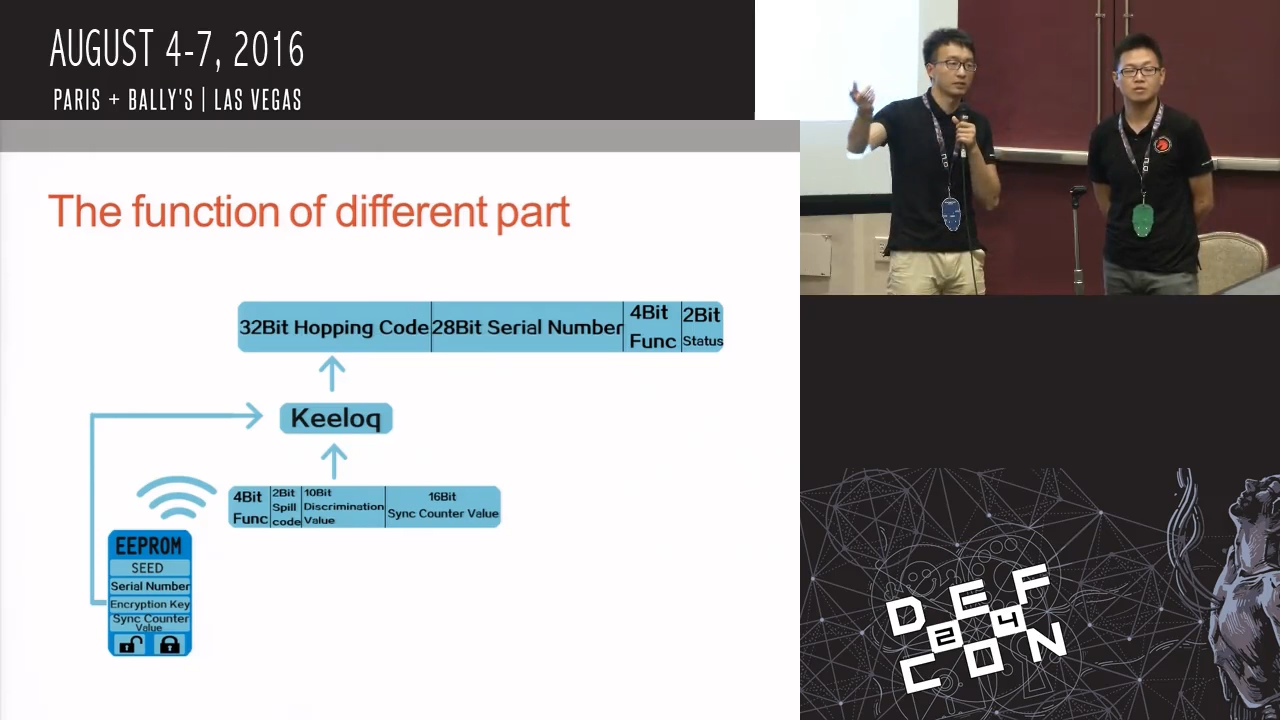 AUGUST 4-7, 2016
PARIS + BALLY'S | LAS VEGAS
The function of different part
32Bit Hopping Code
28Bit Serial Number
4Bit
Func
2Bit
Status
Keeloq
4Bit
Func
2Bit
Spill
code
10Bit
Discrimination
Value
16Bit
Sync Counter Value
EEPROM
SEED
Serial Number
Encryption Key
Sync Counter
Value
DEF
24
CON